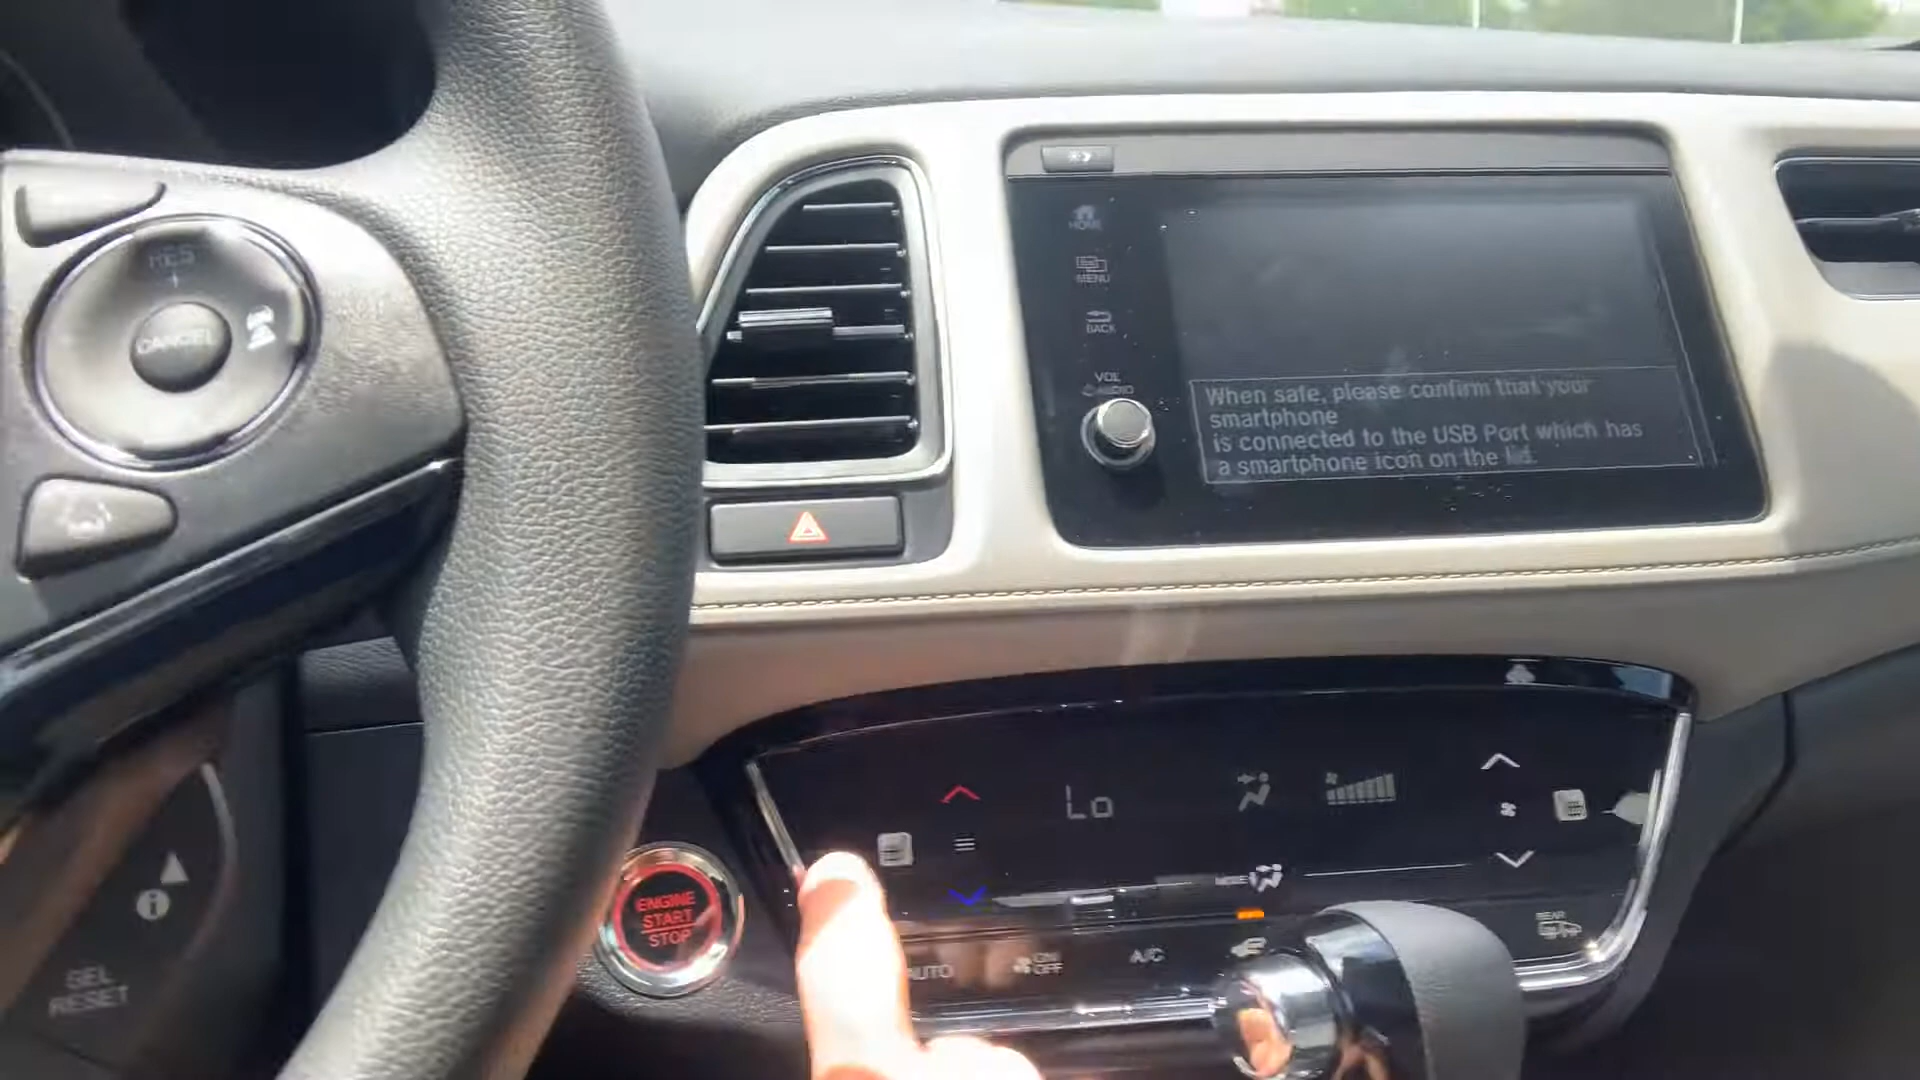 RES
+
CANCEL
HOME
MENU
BACK
VOL
AUDIO
When safe, please confirm that your
smartphone
is connected to the USB Port which has
a smartphone icon on the lid.
Lo
MODE
ENGINE
START
STOP
AUTO
ON
OFF
A/C
REAR
i
SEL
RESET